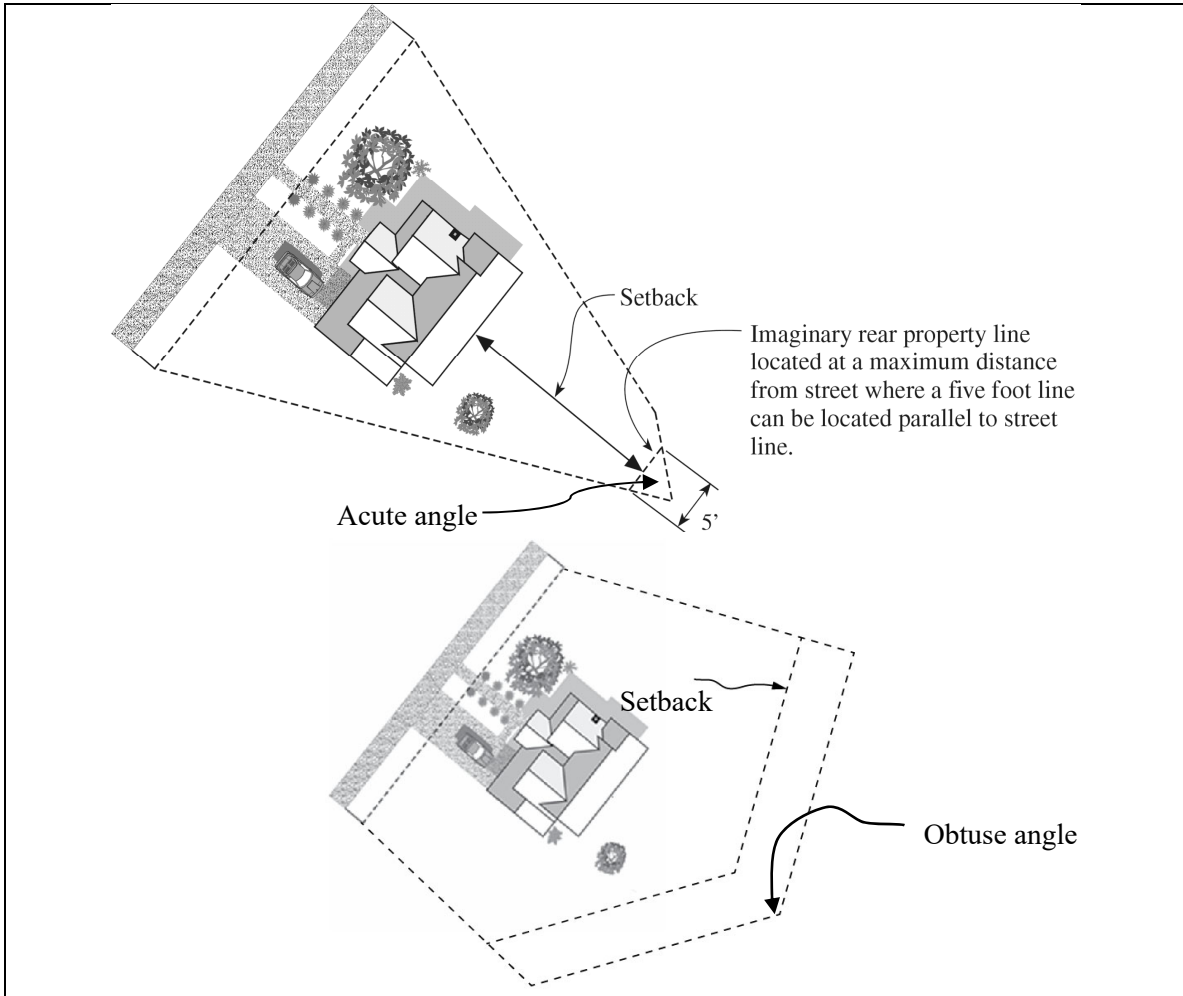 Setback
Imaginary rear property line
located at a maximum distance
from street where a five foot line
can be located parallel to street
line.
Acute angle
5’
Setback
Obtuse angle